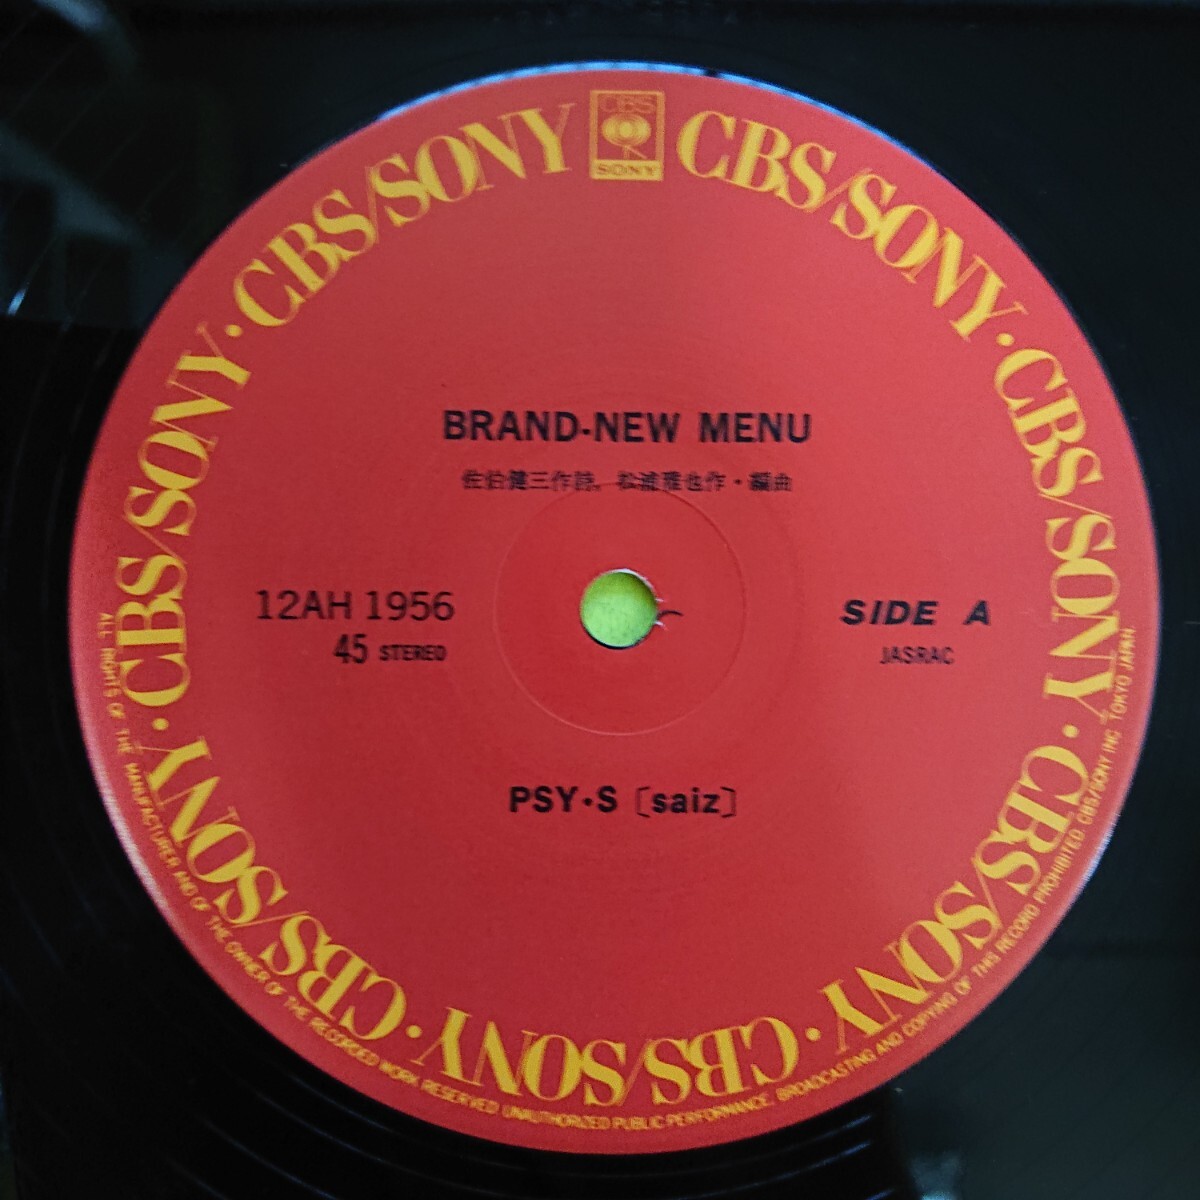 CBS
SONY
CBS/SONY · CBS/SONY · CBS/SONY · CBS/SONY · CBS/SONY · CBS/SONY · CBS/SONY · CBS/SONY · CBS/SONY
BRAND-NEW MENU
佐伯健三作詩，松浦雅也作・編曲
12AH 1956
45 STEREO
SIDE A
JASRAC
PSY・S〔saiz〕
ALL RIGHTS OF THE MANUFACTURER AND OF THE OWNER OF THE RECORDED WORK RESERVED UNAUTHORIZED PUBLIC PERFORMANCE. BROADCASTING AND COPYING OF THIS RECORD PROHIBITED. CBS/SONY INC TOKYO JAPAN